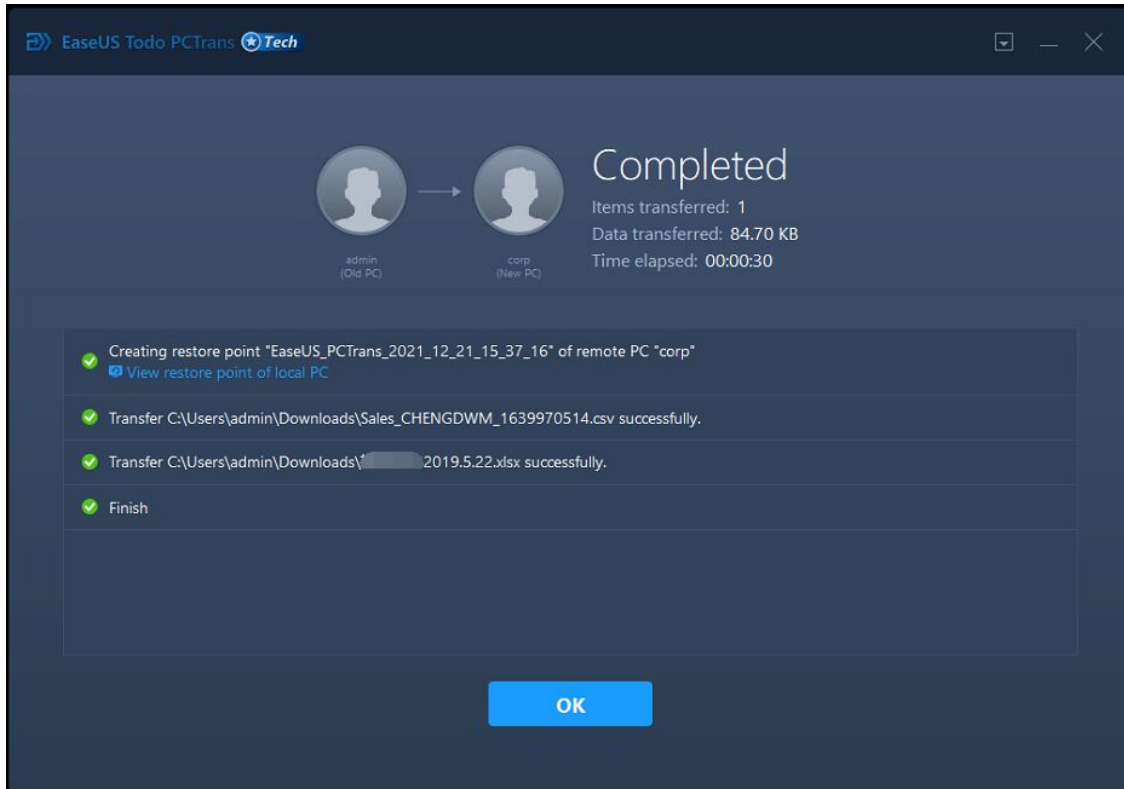 EaseUS Todo PCTrans Tech
Completed
Items transferred: 1
Data transferred: 84.70 KB
Time elapsed: 00:00:30
admin
(Old PC)
corp
(New PC)
Creating restore point "EaseUS_PCTrans_2021_12_21_15_37_16" of remote PC "corp"
View restore point of local PC
Transfer C:\Users\admin\Downloads\Sales_CHENGDWM_1639970514.csv successfully.
Transfer C:\Users\admin\Downloads\ 2019.5.22.xlsx successfully.
Finish
OK